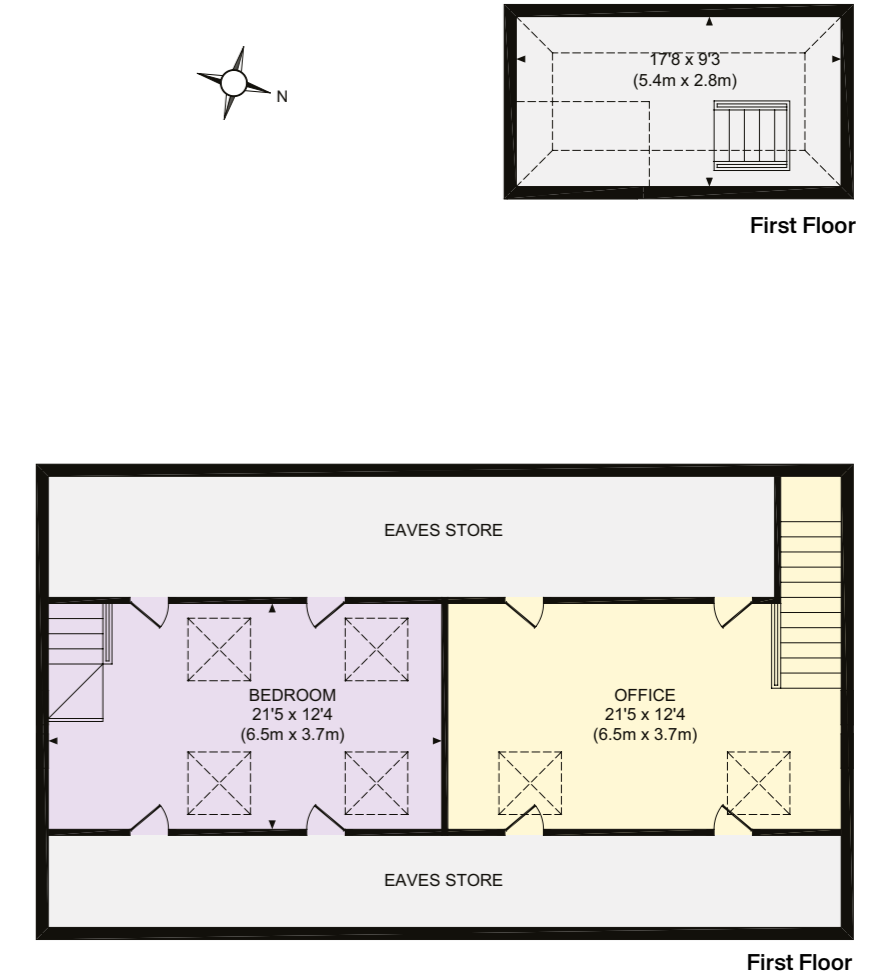 N
17'8 x 9'3
(5.4m x 2.8m)
First Floor
EAVES STORE
BEDROOM
21'5 x 12'4
(6.5m x 3.7m)
OFFICE
21'5 x 12'4
(6.5m x 3.7m)
EAVES STORE
First Floor